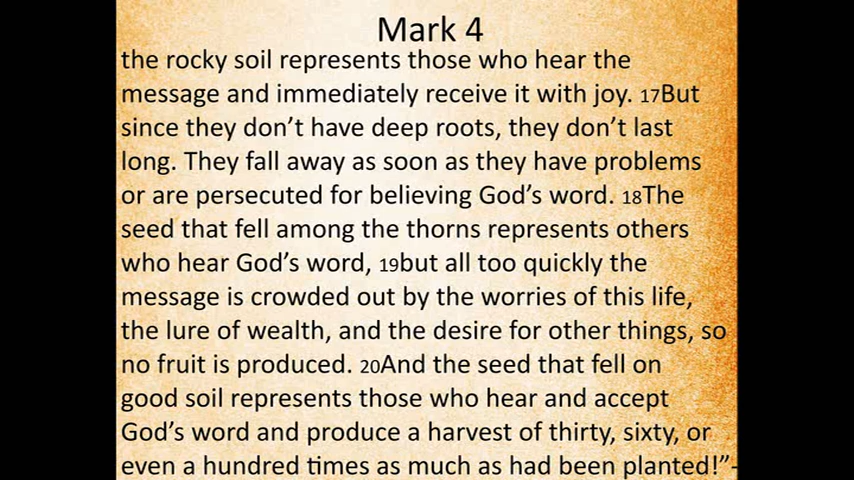 Mark 4
the rocky soil represents those who hear the
message and immediately receive it with joy. 17But
since they don’t have deep roots, they don’t last
long. They fall away as soon as they have problems
or are persecuted for believing God’s word. 18The
seed that fell among the thorns represents others
who hear God’s word, 19but all too quickly the
message is crowded out by the worries of this life,
the lure of wealth, and the desire for other things, so
no fruit is produced. 20And the seed that fell on
good soil represents those who hear and accept
God’s word and produce a harvest of thirty, sixty, or
even a hundred times as much as had been planted!”-